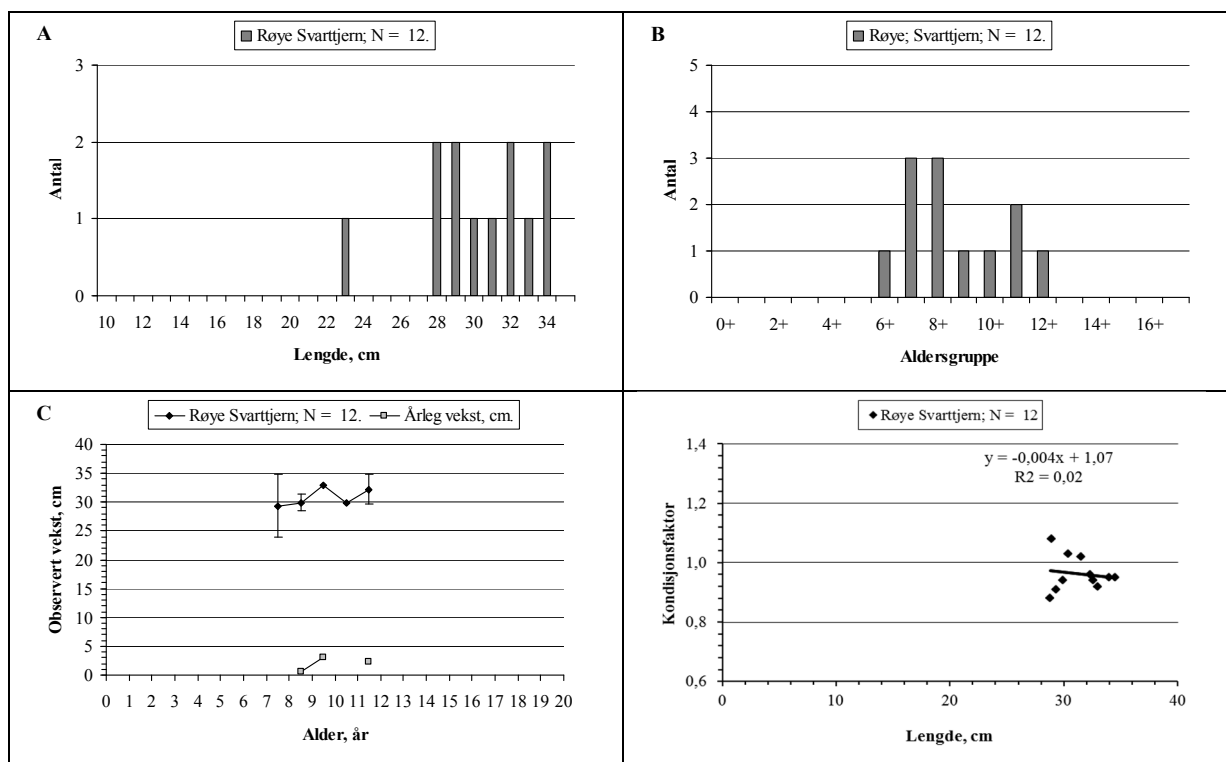 A
Røye Svarttjern; N = 12.
3
2
1
0
Antal
10 12 14 16 18 20 22 24 26 28 30 32 34
Lengde, cm
B
Røye; Svarttjern; N = 12.
5
4
3
2
1
0
Antal
0+ 2+ 4+ 6+ 8+ 10+ 12+ 14+ 16+
Aldersgruppe
C
Røye Svarttjern; N = 12. Årleg vekst, cm.
40
35
30
25
20
15
10
5
0
Observert vekst, cm
0 1 2 3 4 5 6 7 8 9 10 11 12 13 14 15 16 17 18 19 20
Alder, år
Røye Svarttjern; N = 12
y = -0,004x + 1,07
R2 = 0,02
1,4
1,2
1,0
0,8
0,6
Kondisjonsfaktor
0 10 20 30 40
Lengde, cm